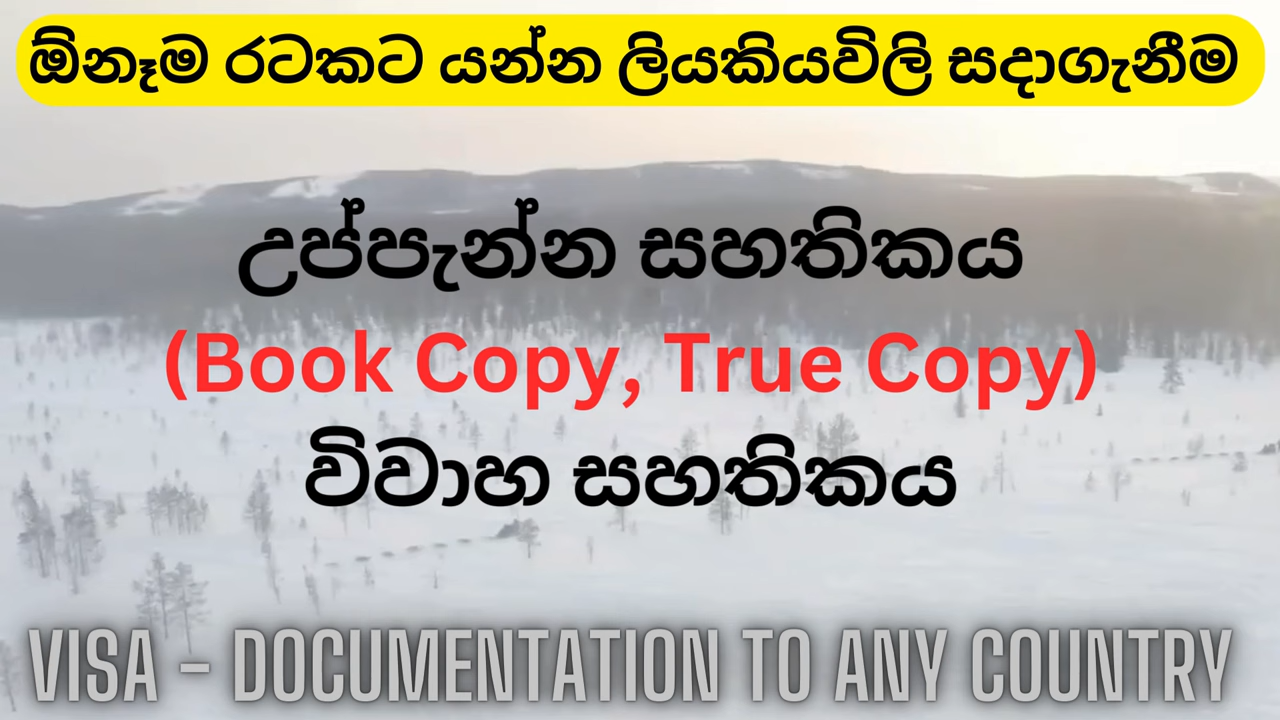 ඕනෑම රටකට යන්න ලියකියවිලි සදාගැනීම
උප්පැන්න සහතිකය
(Book Copy, True Copy)
විවාහ සහතිකය
VISA - DOCUMENTATION TO ANY COUNTRY